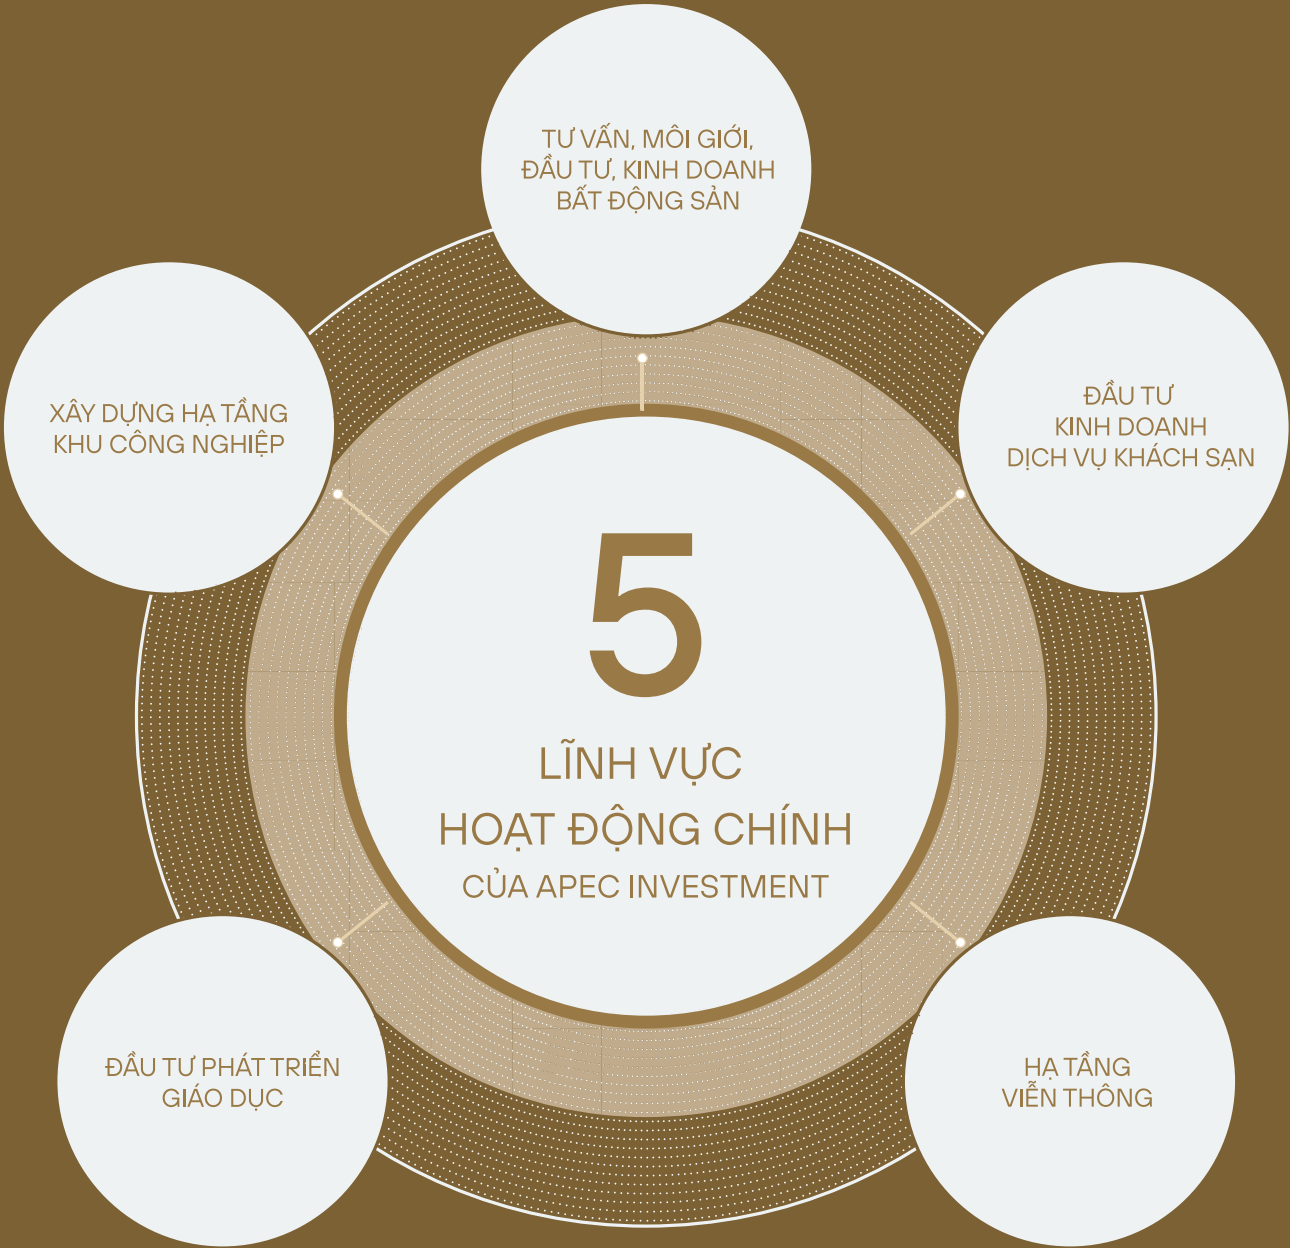 TƯ VẤN, MÔI GIỚI,
ĐẦU TƯ, KINH DOANH
BẤT ĐỘNG SẢN
XÂY DỰNG HẠ TẦNG
KHU CÔNG NGHIỆP
ĐẦU TƯ
KINH DOANH
DỊCH VỤ KHÁCH SẠN
5
LĨNH VỰC
HOẠT ĐỘNG CHÍNH
CỦA APEC INVESTMENT
ĐẦU TƯ PHÁT TRIỂN
GIÁO DỤC
HẠ TẦNG
VIỄN THÔNG